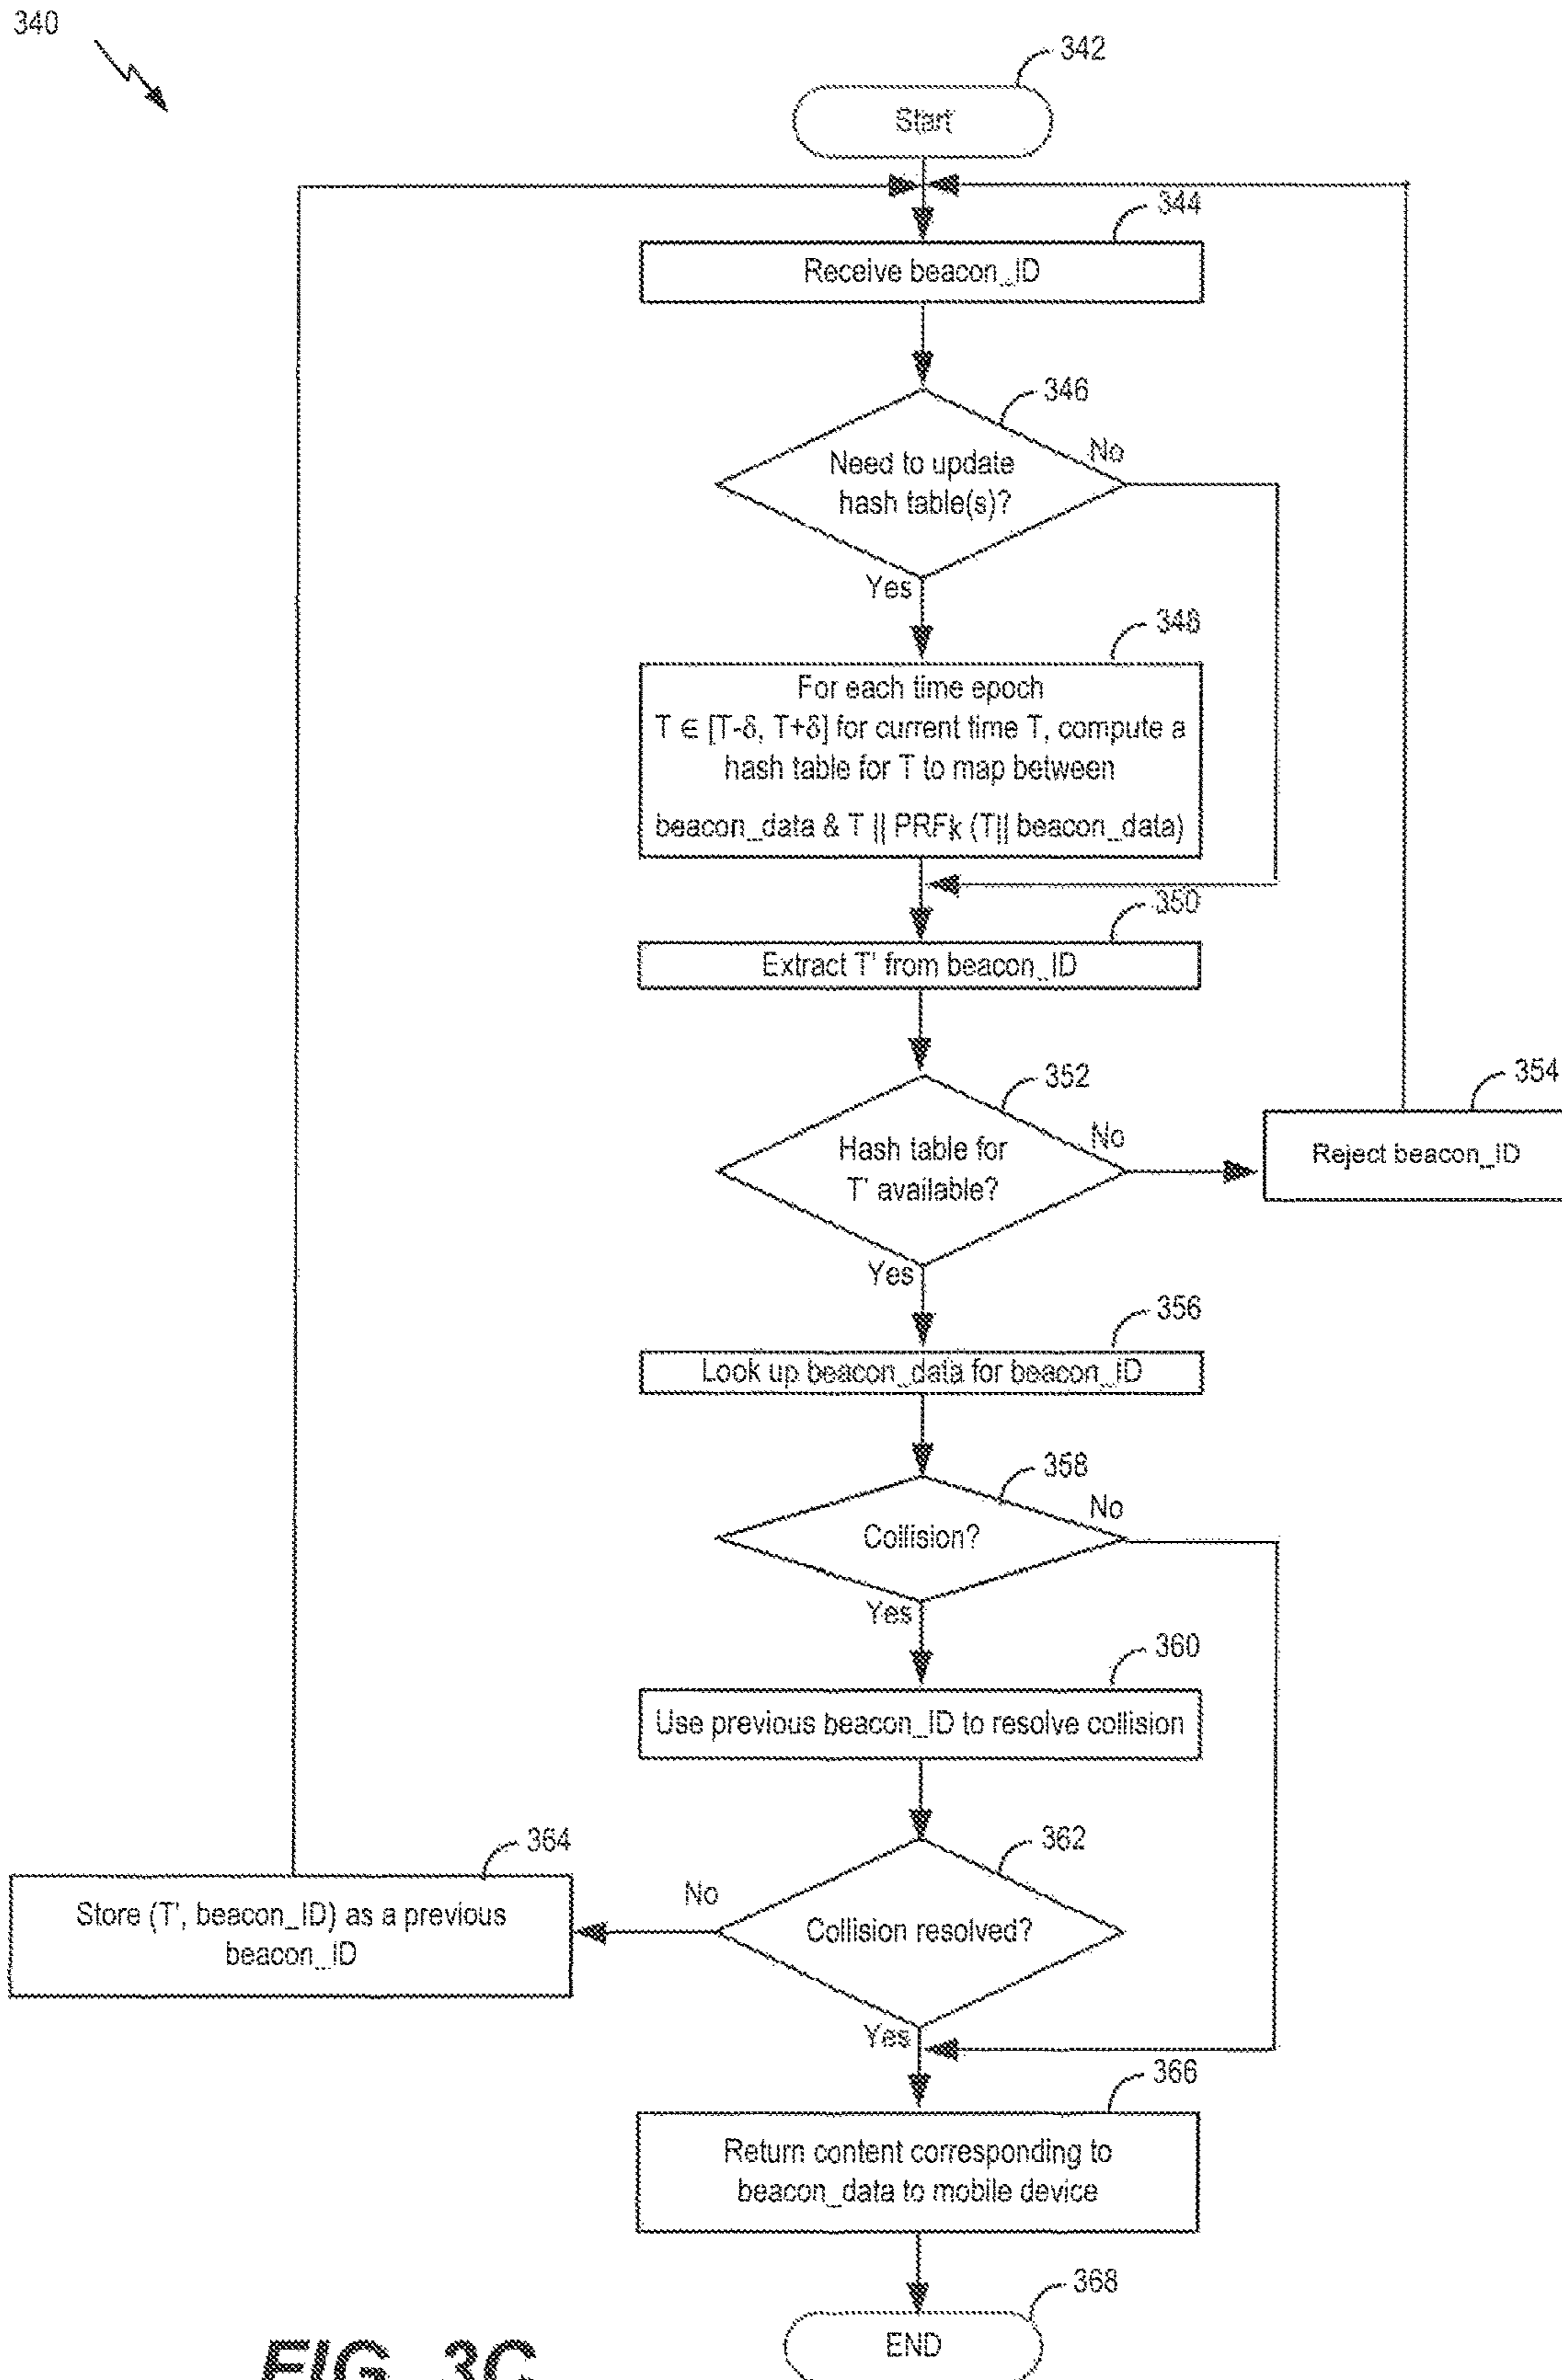 340
342
Start
344
Receive beacon_ID
346
Need to update
hash table(s)?
No
Yes
348
For each time epoch
T ∈ [T-δ, T+δ] for current time T, compute a
hash table for T to map between
beacon_data & T || PRFk (T|| beacon_data)
350
Extract T' from beacon_ID
352
Hash table for
T' available?
No
354
Reject beacon_ID
Yes
356
Look up beacon_data for beacon_ID
358
Collision?
No
Yes
360
Use previous beacon_ID to resolve collision
362
Collision resolved?
No
364
Store (T', beacon_ID) as a previous
beacon_ID
Yes
366
Return content corresponding to
beacon_data to mobile device
368
END
FIG. 3C